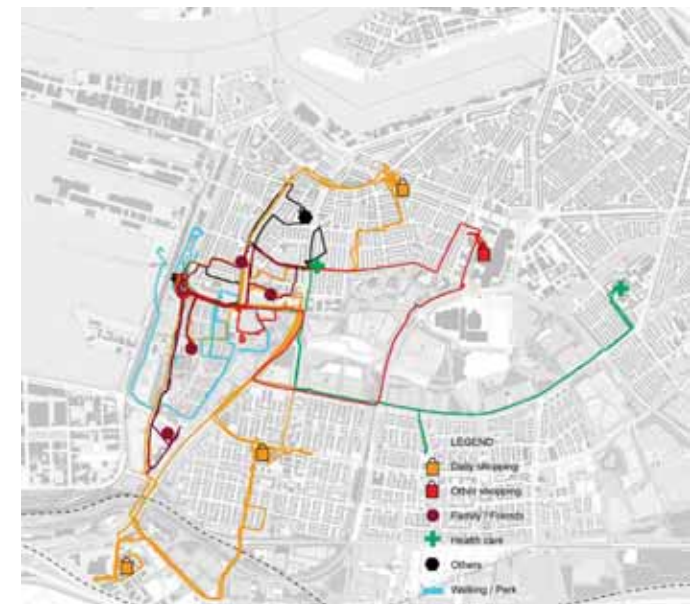 LEGEND
Daily shopping
Other shopping
Family / Friends
Health care
Others
Walking / Park